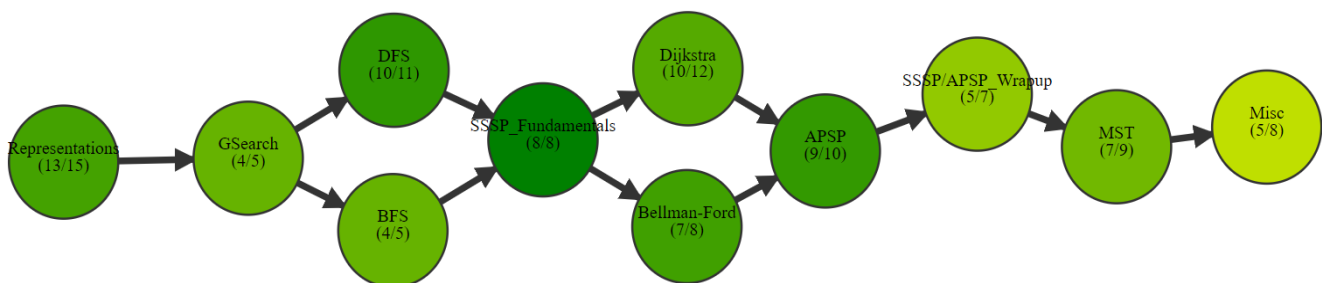 Representations
(13/15)
GSearch
(4/5)
DFS
(10/11)
BFS
(4/5)
SSSP_Fundamentals
(8/8)
Dijkstra
(10/12)
Bellman-Ford
(7/8)
APSP
(9/10)
SSSP/APSP_Wrapup
(5/7)
MST
(7/9)
Misc
(5/8)